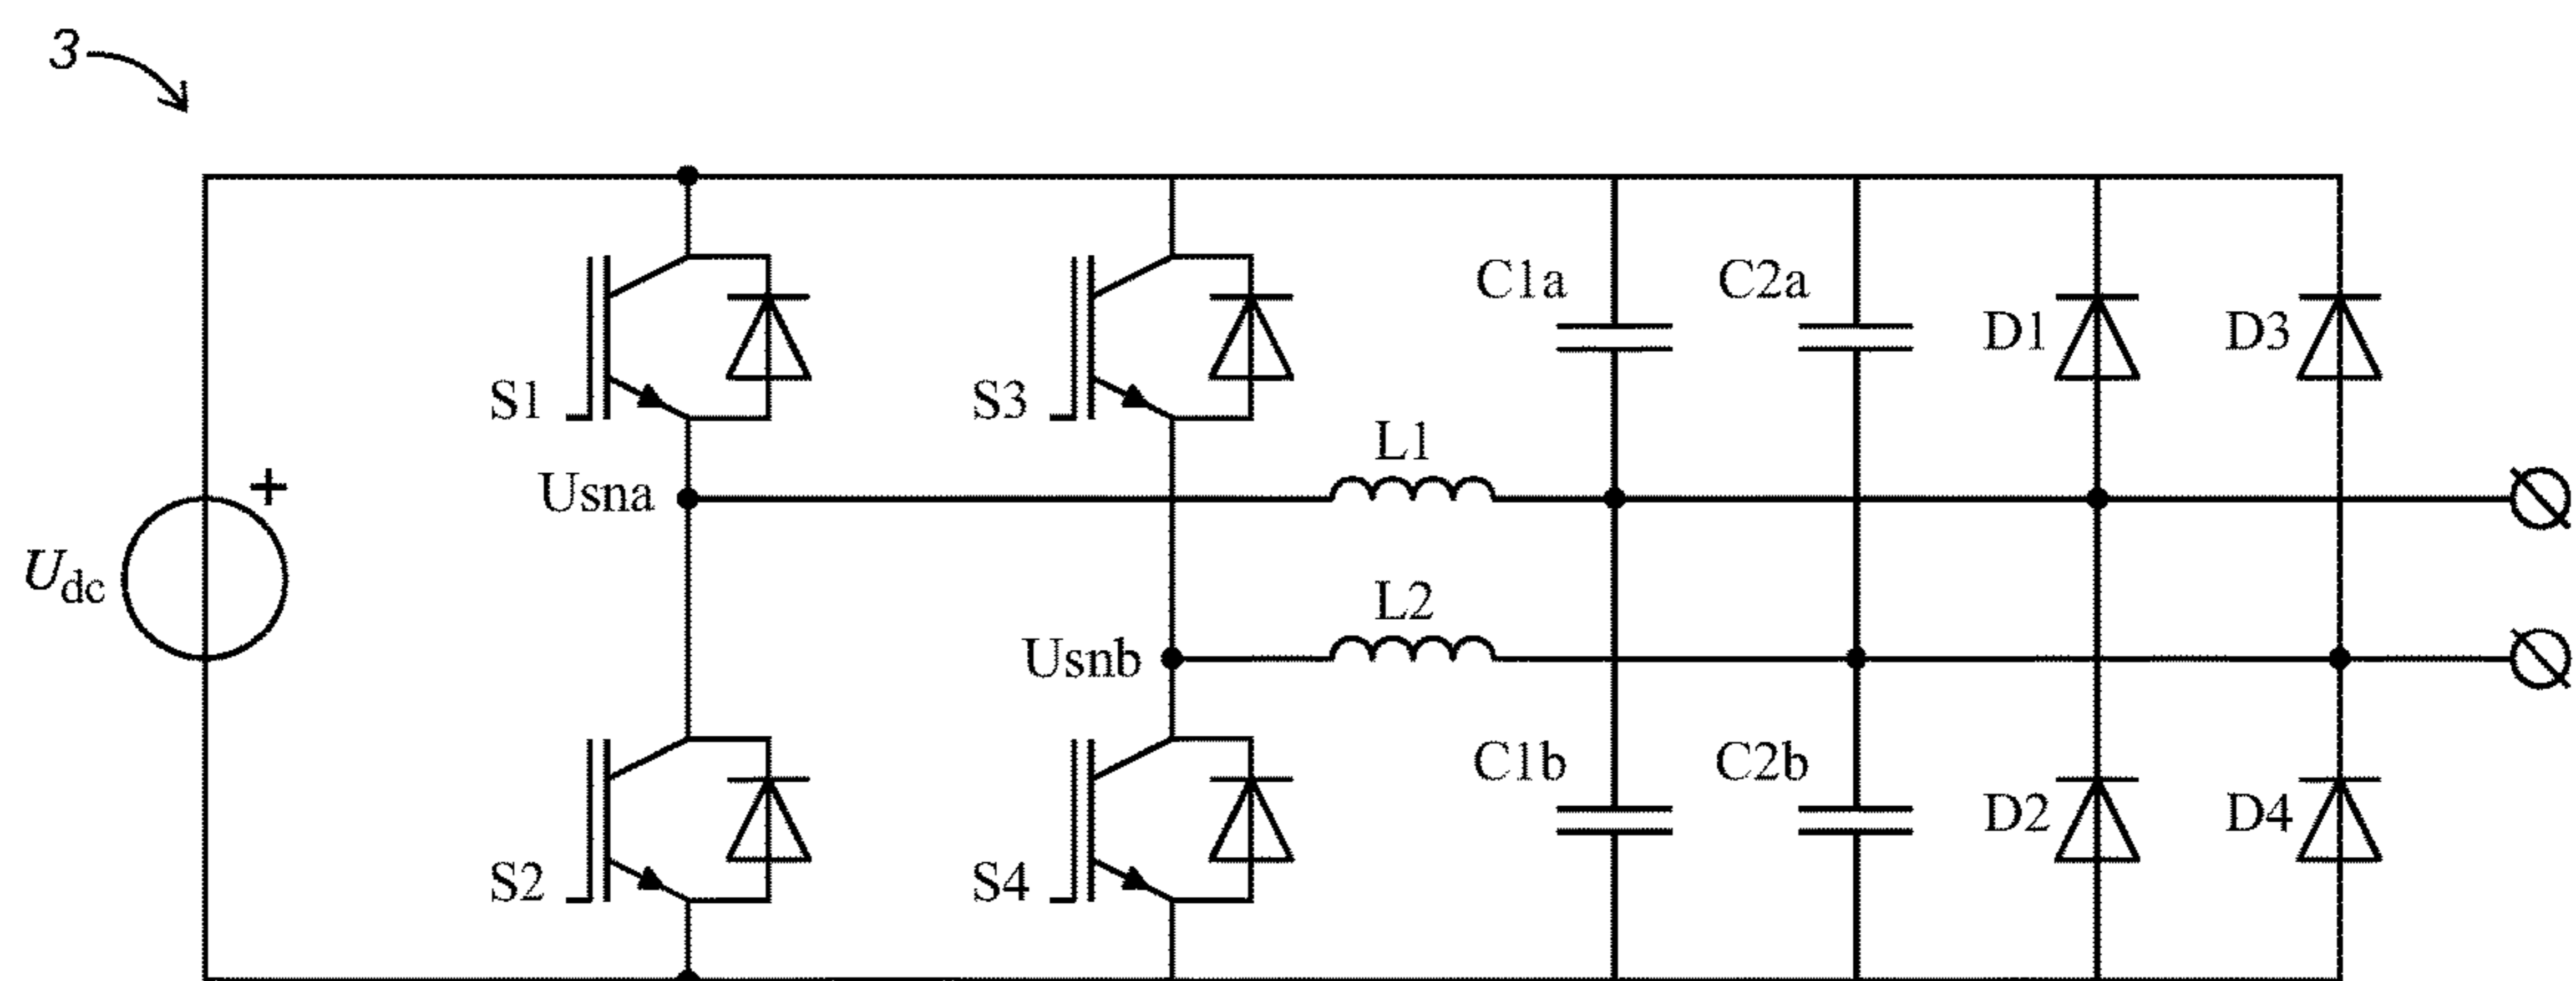 3
C1a
C2a
D1
D3
S1
S3
L1
Usna
+
Udc
L2
Usnb
C1b
C2b
D2
D4
S2
S4